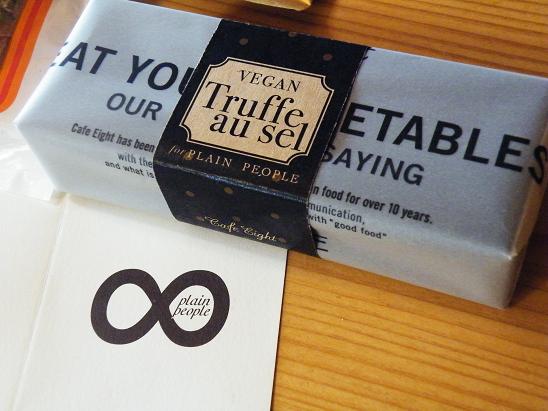 EAT YOU ETABLES
OUR SAYING
Cafe Eight has been n food for over 10 years.
with the munication,
and what is with "good food"
VEGAN
Truffe
au sel
for PLAIN PEOPLE
Cafe Eight
plain
people